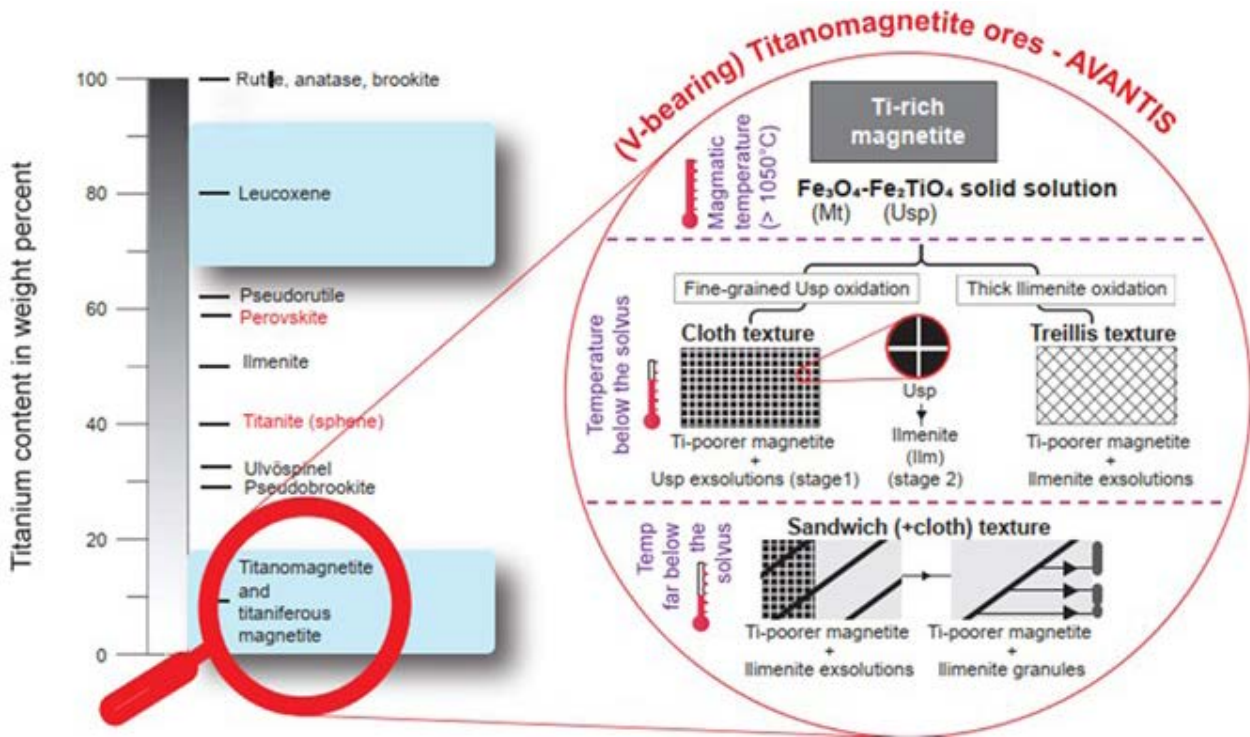 Titanium content in weight percent
100
80
60
40
20
0
Rutile, anatase, brookite
Leucoxene
Pseudorutile
Perovskite
Ilmenite
Titanite (sphene)
Ulvöspinel
Pseudobrookite
Titanomagnetite
and
titaniferous
magnetite
(V-bearing) Titanomagnetite ores - AVANTIS
Ti-rich
magnetite
Magmatic
temperature
(> 1050°C)
Fe₃O₄-Fe₂TiO₄ solid solution
(Mt) (Usp)
Fine-grained Usp oxidation
Thick Ilimenite oxidation
Temperature
below the solvus
Cloth texture
Ti-poorer magnetite
+
Usp exsolutions (stage1)
Usp
Ilmenite
(Ilm)
(stage 2)
Treillis texture
Ti-poorer magnetite
+
Ilimenite exsolutions
Temp
far below
the
solvus
Sandwich (+cloth) texture
Ti-poorer magnetite
+
Ilimenite exsolutions
Ti-poorer magnetite
+
Ilimenite granules